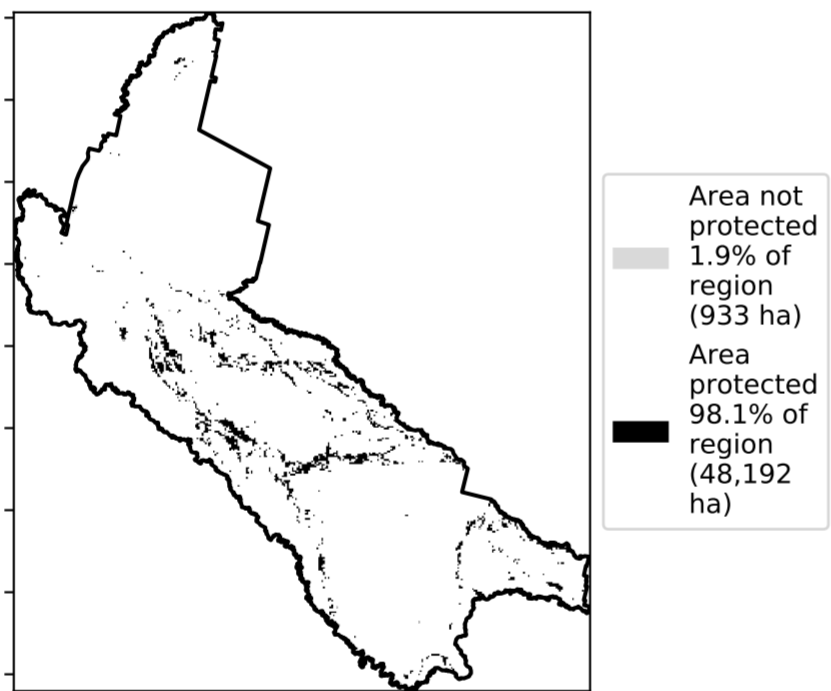 Area not
protected
1.9% of
region
(933 ha)
Area
protected
98.1% of
region
(48,192
ha)